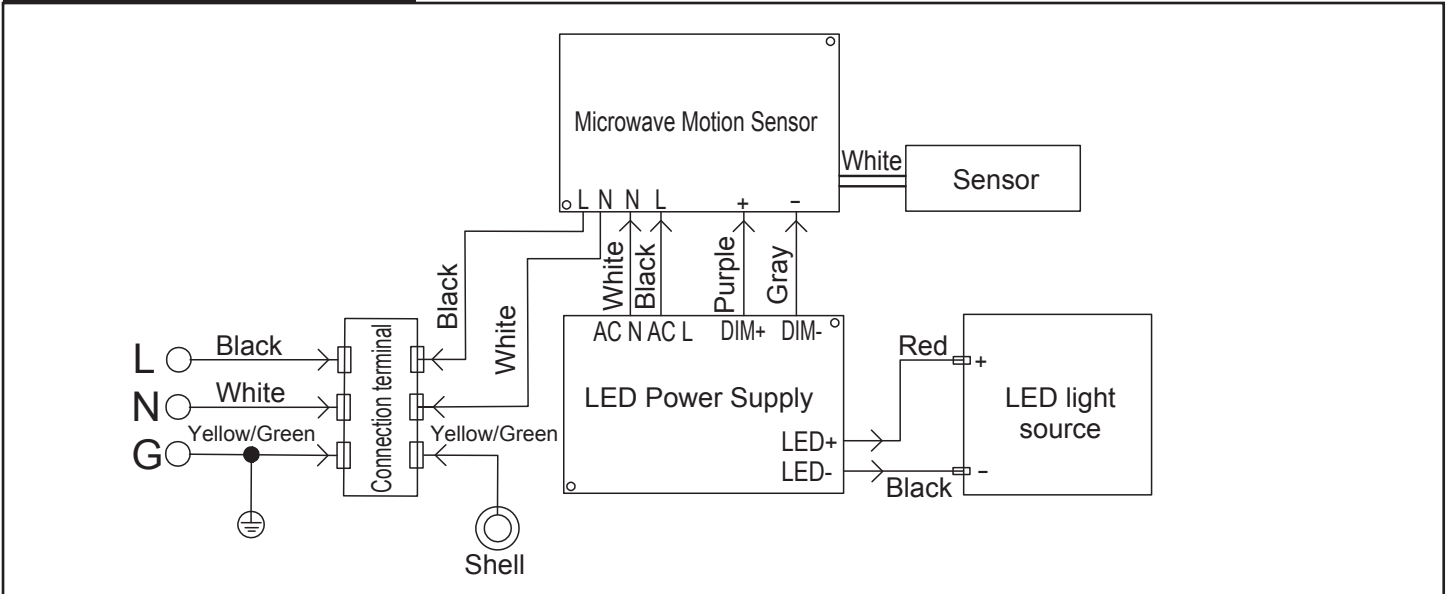 Microwave Motion Sensor
L N N L + −
White
Sensor
Black
White
White
Black
Purple
Gray
L
Black
N
White
G
Yellow/Green
Connection terminal
Yellow/Green
Shell
AC N AC L DIM+ DIM-
LED Power Supply
LED+
LED-
Red
Black
+
LED light
source
−